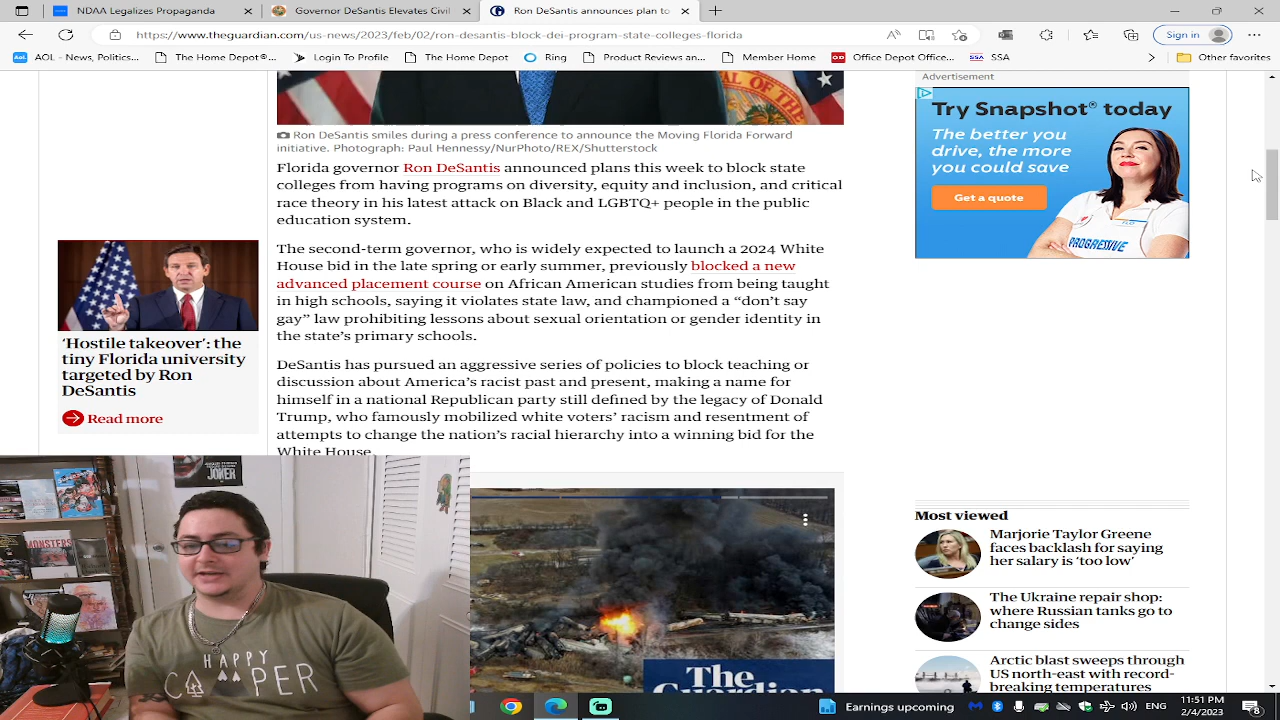 NDAA Legalizes Propaganda
Governor Ron DeSantis Announces
Ron DeSantis moves to block DEI
https://www.theguardian.com/us-news/2023/feb/02/ron-desantis-block-dei-program-state-colleges-florida
Sign in
Aol.
AOL - News, Politics
The Home Depot ®...
Login To Profile
The Home Depot
Ring
Product Reviews an...
Member Home
oo
Office Supplies, Fur...
SSA
Other favorites
Advertisement
Try Snapshot® today
The better you
drive, the more
you could save
Get a quote
FLO
PROGRESSIVE
Ron DeSantis smiles during a press conference to announce the Moving Florida Forward
initiative. Photograph: Paul Hennessy/NurPhoto/REX/Shutterstock
Florida governor Ron DeSantis announced plans this week to block state
colleges from having programs on diversity, equity and inclusion, and critical
race theory in his latest attack on Black and LGBTQ+ people in the public
education system.
The second-term governor, who is widely expected to launch a 2024 White
House bid in the late spring or early summer, previously blocked a new
advanced placement course on African American studies from being taught
in high schools, saying it violates state law, and championed a “don’t say
gay” law prohibiting lessons about sexual orientation or gender identity in
the state’s primary schools.
DeSantis has pursued an aggressive series of policies to block teaching or
discussion about America’s racist past and present, making a name for
himself in a national Republican party still defined by the legacy of Donald
Trump, who famously mobilized white voters’ racism and resentment of
attempts to change the nation’s racial hierarchy into a winning bid for the
White House.
‘Hostile takeover’: the
tiny Florida university
targeted by Ron
DeSantis
Read more
Most viewed
Marjorie Taylor Greene
faces backlash for saying
her salary is ‘too low’
The Ukraine repair shop:
where Russian tanks go to
change sides
Arctic blast sweeps through
US north-east with record-
breaking temperatures
JOKER
MONSTERS
HAPPY
CAMPER
The
Guardian
Earnings upcoming
11:51 PM
2/4/2023